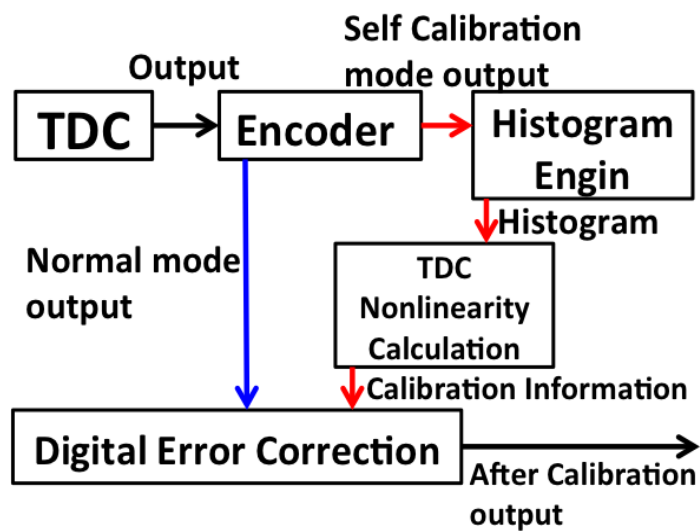 Self Calibration
mode output
Output
TDC
Encoder
Histogram
Engin
Histogram
Normal mode
output
TDC
Nonlinearity
Calculation
Calibration Information
Digital Error Correction
After Calibration
output